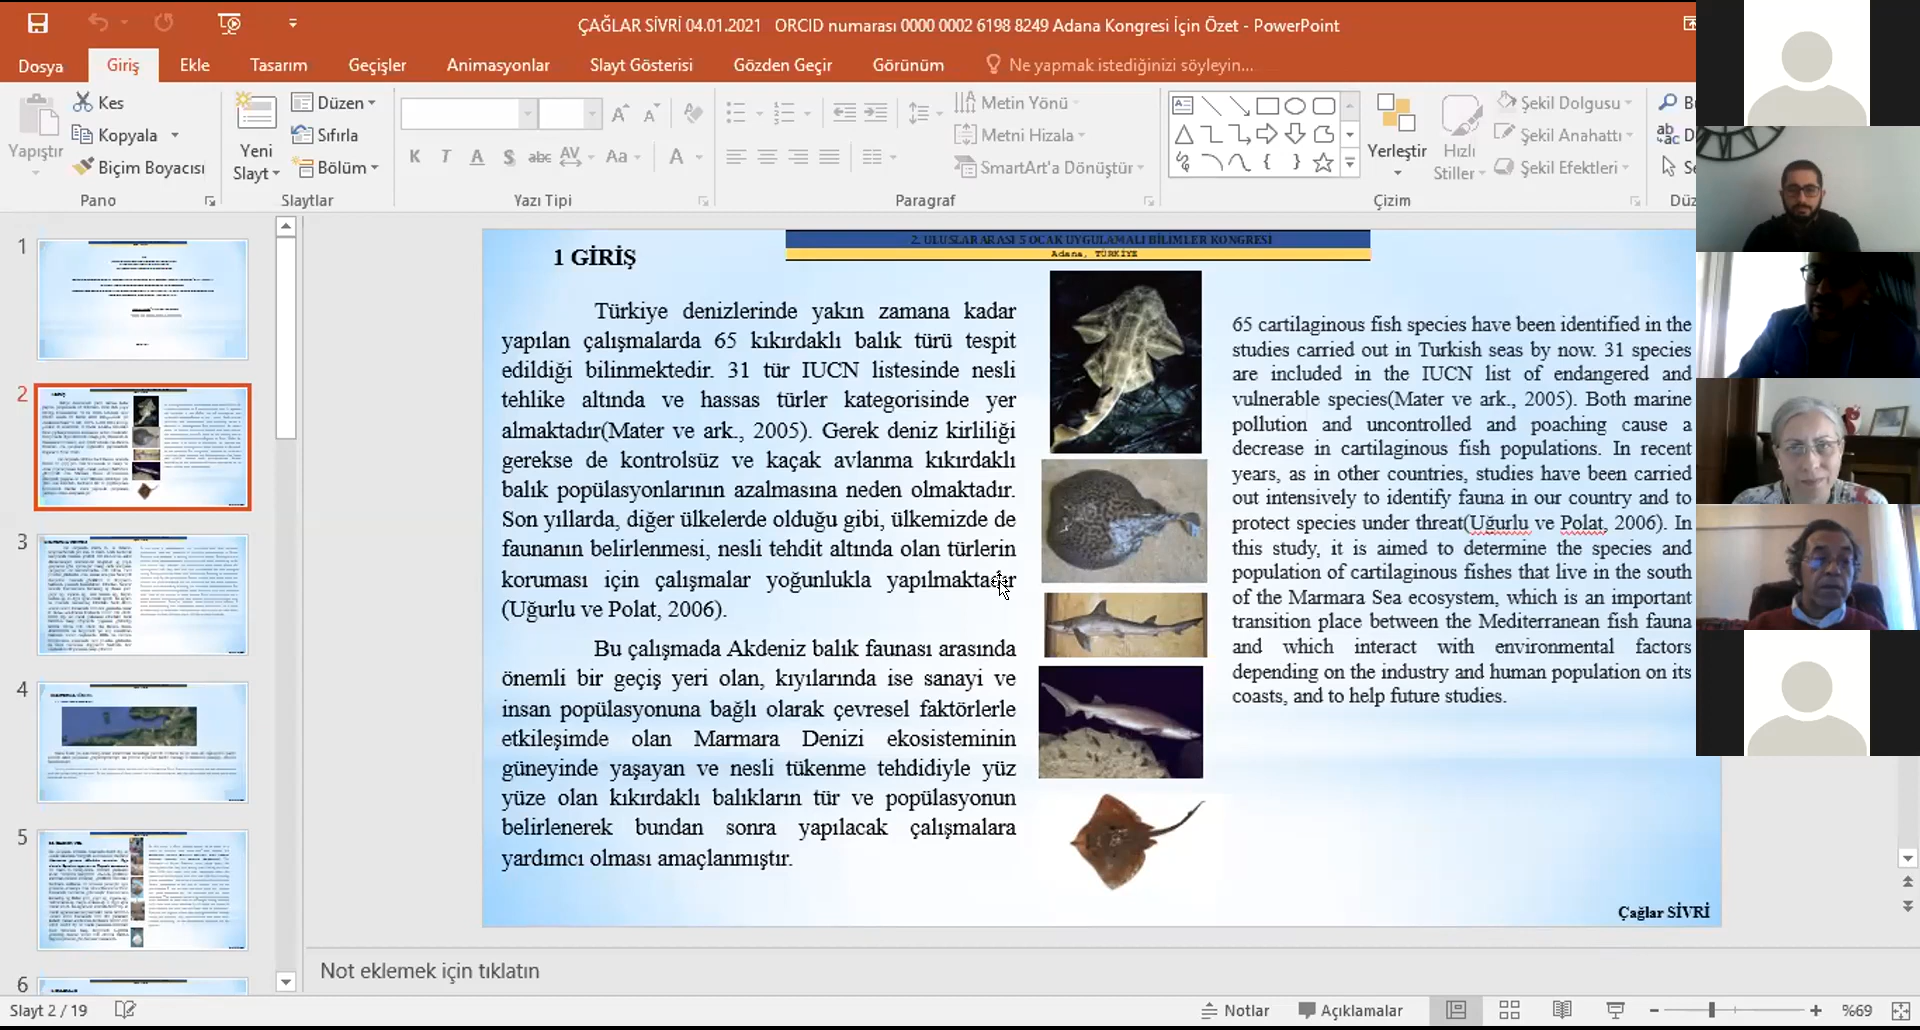 ÇAĞLAR SİVRİ 04.01.2021 ORCID numarası 0000 0002 6198 8249 Adana Kongresi İçin Özet - PowerPoint
Dosya Giriş Ekle Tasarım Geçişler Animasyonlar Slayt Gösterisi Gözden Geçir Görünüm Ne yapmak istediğinizi söyleyin...
Yapıştır
Kes
Kopyala
Biçim Boyacısı
Pano
Yeni
Slayt
Düzen
Sıfırla
Bölüm
Slaytlar
K T A S abc AV Aa A
Yazı Tipi
Metin Yönü
Metni Hizala
SmartArt'a Dönüştür
Paragraf
Yerleştir
Hızlı
Stiller
Şekil Dolgusu
Şekil Anahattı
Şekil Efektleri
Çizim
1
2
3
4
5
6
2. ULUSLARARASI 5 OCAK UYGULAMALI BİLİMLER KONGRESİ
Adana, TÜRKİYE
1 GİRİŞ
Türkiye denizlerinde yakın zamana kadar
yapılan çalışmalarda 65 kıkırdaklı balık türü tespit
edildiği bilinmektedir. 31 tür IUCN listesinde nesli
tehlike altında ve hassas türler kategorisinde yer
almaktadır(Mater ve ark., 2005). Gerek deniz kirliliği
gerekse de kontrolsüz ve kaçak avlanma kıkırdaklı
balık popülasyonlarının azalmasına neden olmaktadır.
Son yıllarda, diğer ülkelerde olduğu gibi, ülkemizde de
faunanın belirlenmesi, nesli tehdit altında olan türlerin
koruması için çalışmalar yoğunlukla yapılmaktadır
(Uğurlu ve Polat, 2006).
Bu çalışmada Akdeniz balık faunası arasında
önemli bir geçiş yeri olan, kıyılarında ise sanayi ve
insan popülasyonuna bağlı olarak çevresel faktörlerle
etkileşimde olan Marmara Denizi ekosisteminin
güneyinde yaşayan ve nesli tükenme tehdidiyle yüz
yüze olan kıkırdaklı balıkların tür ve popülasyonun
belirlenerek bundan sonra yapılacak çalışmalara
yardımcı olması amaçlanmıştır.
65 cartilaginous fish species have been identified in the
studies carried out in Turkish seas by now. 31 species
are included in the IUCN list of endangered and
vulnerable species(Mater ve ark., 2005). Both marine
pollution and uncontrolled and poaching cause a
decrease in cartilaginous fish populations. In recent
years, as in other countries, studies have been carried
out intensively to identify fauna in our country and to
protect species under threat(Uğurlu ve Polat, 2006). In
this study, it is aimed to determine the species and
population of cartilaginous fishes that live in the south
of the Marmara Sea ecosystem, which is an important
transition place between the Mediterranean fish fauna
and which interact with environmental factors
depending on the industry and human population on its
coasts, and to help future studies.
Çağlar SİVRİ
Not eklemek için tıklatın
Slayt 2 / 19 Notlar Açıklamalar %69